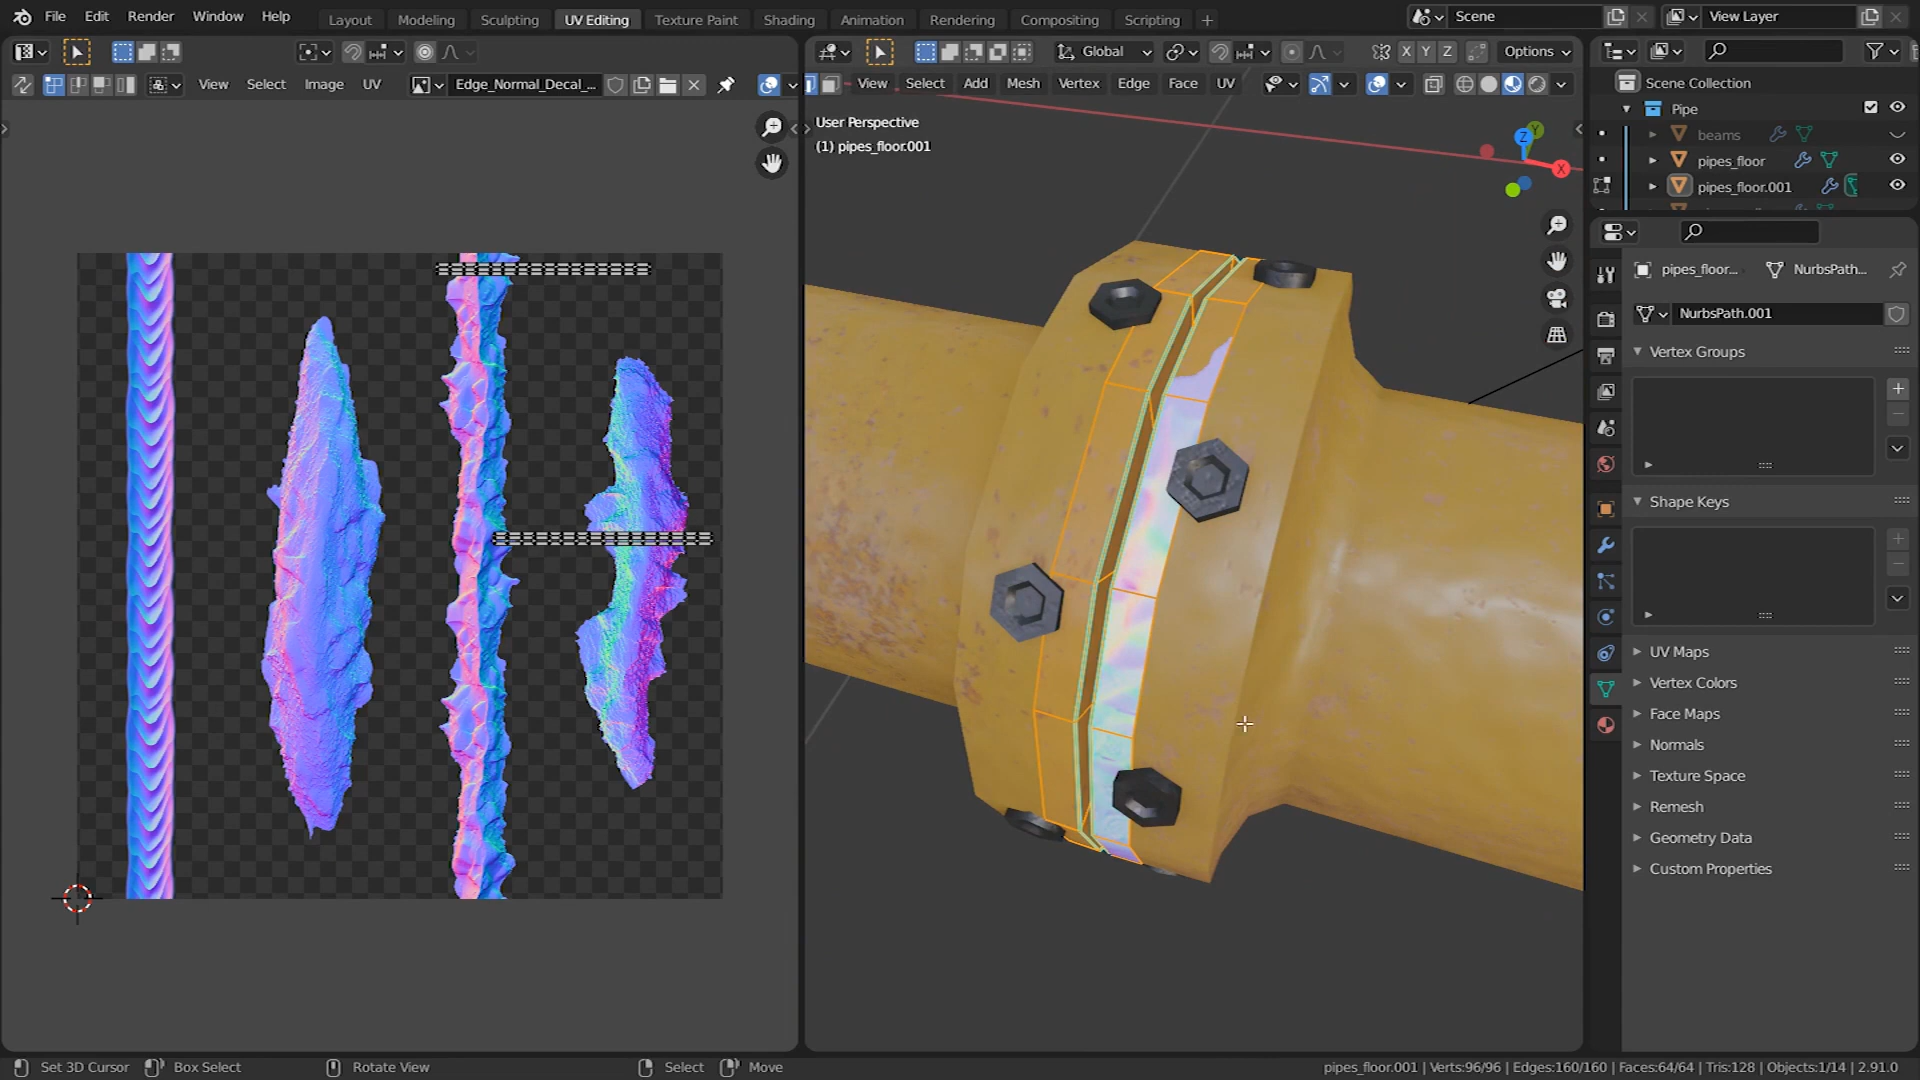 File Edit Render Window Help
Layout Modeling Sculpting UV Editing Texture Paint Shading Animation Rendering Compositing Scripting +
Scene
View Layer
Global
X Y Z
Options
View Select Image UV
Edge_Normal_Decal_...
View Select Add Mesh Vertex Edge Face UV
User Perspective
(1) pipes_floor.001
Z
Y
X
Scene Collection
Pipe
beams
pipes_floor
pipes_floor.001
pipes_floor... NurbsPath...
NurbsPath.001
Vertex Groups
Shape Keys
UV Maps
Vertex Colors
Face Maps
Normals
Texture Space
Remesh
Geometry Data
Custom Properties
Set 3D Cursor Box Select Rotate View Select Move
pipes_floor.001 | Verts:96/96 | Edges:160/160 | Faces:64/64 | Tris:128 | Objects:1/14 | 2.91.0